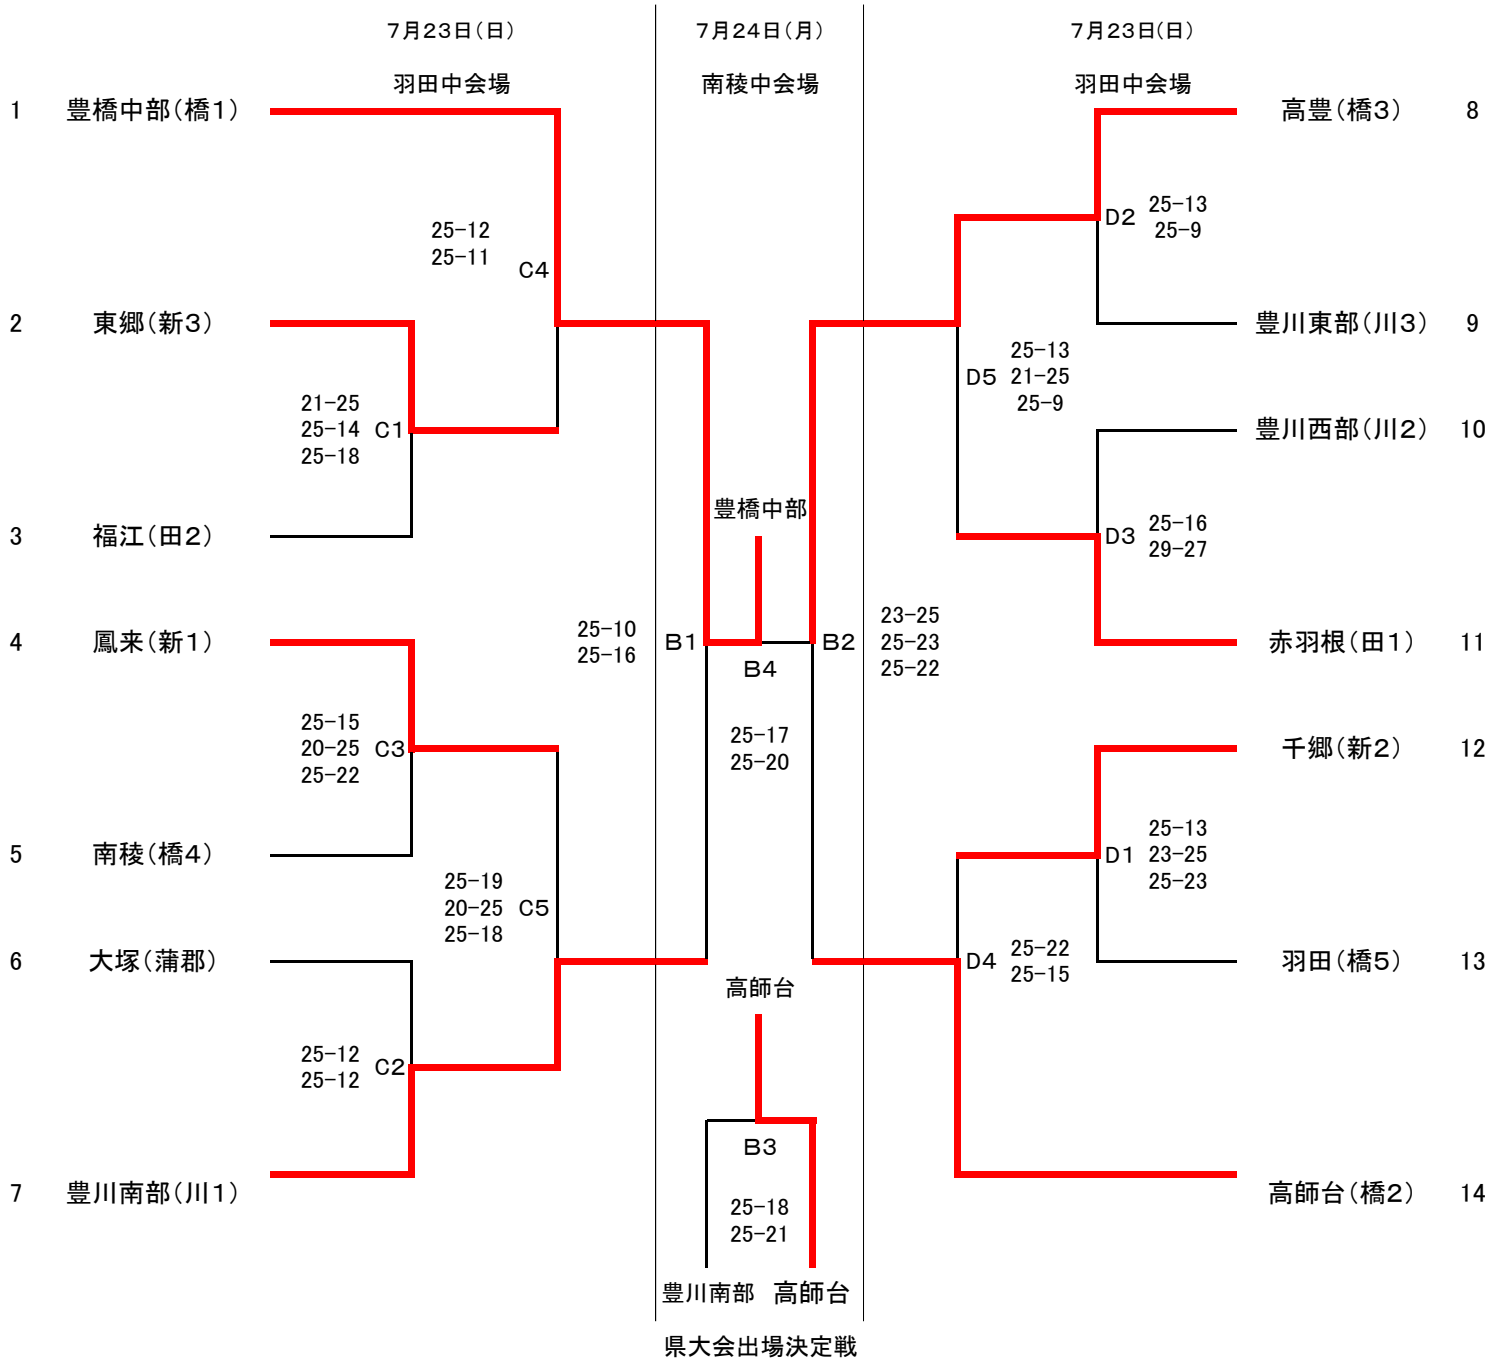 7月23日(日)
7月24日(月)
7月23日(日)
羽田中会場
南稜中会場
羽田中会場
1 豊橋中部(橋1)
高豊(橋3) 8
25-12
25-11
C4
D2
25-13
25-9
2 東郷(新3)
豊川東部(川3) 9
21-25
25-14
25-18
C1
D5
25-13
21-25
25-9
豊川西部(川2) 10
豊橋中部
3 福江(田2)
D3
25-16
29-27
4 鳳来(新1)
25-10
25-16
B1
B4
B2
23-25
25-23
25-22
赤羽根(田1) 11
25-15
20-25
25-22
C3
25-17
25-20
千郷(新2) 12
5 南稜(橋4)
D1
25-13
23-25
25-23
25-19
20-25
25-18
C5
6 大塚(蒲郡)
D4
25-22
25-15
羽田(橋5) 13
高師台
25-12
25-12
C2
B3
25-18
25-21
7 豊川南部(川1)
高師台(橋2) 14
豊川南部 高師台
県大会出場決定戦